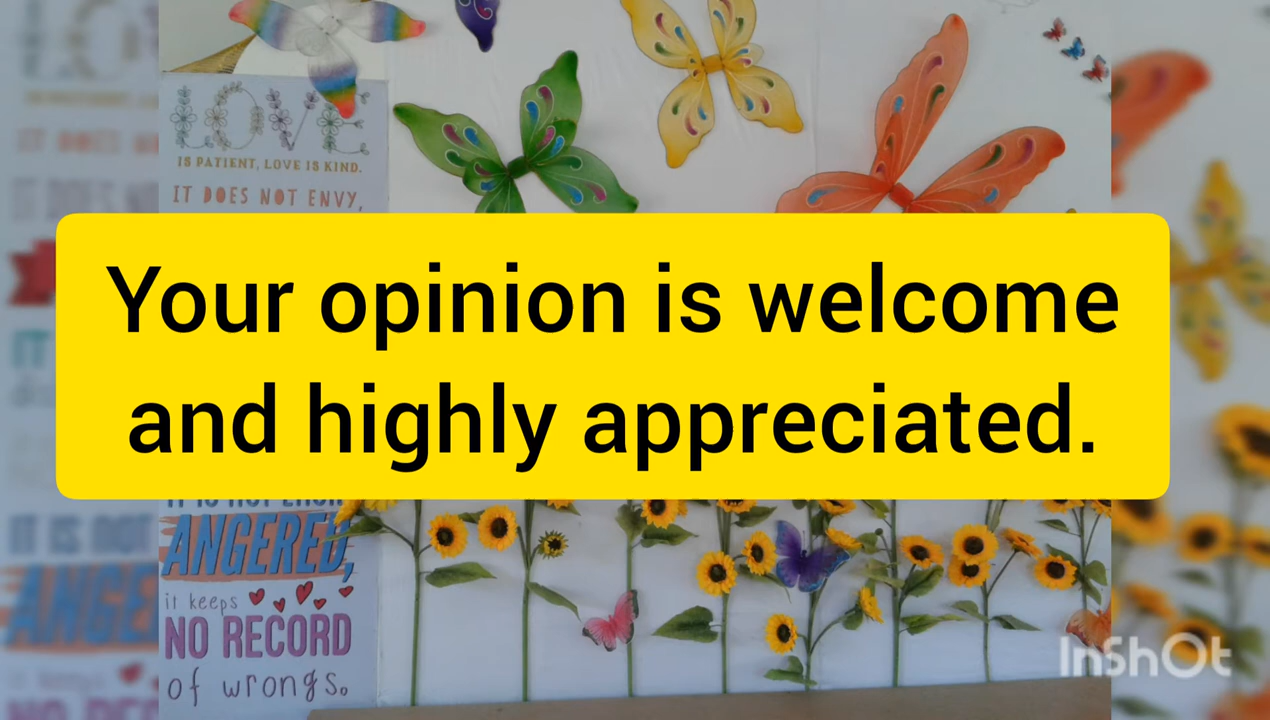 LOVE
IS PATIENT, LOVE IS KIND.
IT DOES NOT ENVY,
Your opinion is welcome
and highly appreciated.
ANGERED,
it keeps
NO RECORD
of wrongs.
InShOt